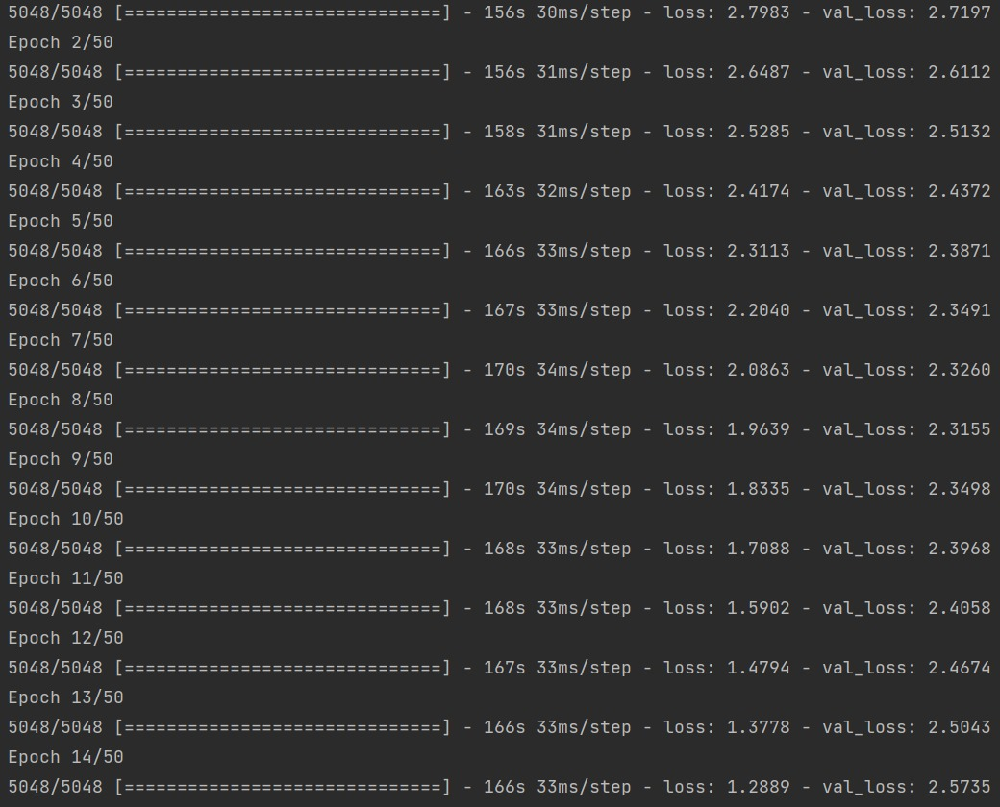 5048/5048 [==============================] - 156s 30ms/step - loss: 2.7983 - val_loss: 2.7197
Epoch 2/50
5048/5048 [==============================] - 156s 31ms/step - loss: 2.6487 - val_loss: 2.6112
Epoch 3/50
5048/5048 [==============================] - 158s 31ms/step - loss: 2.5285 - val_loss: 2.5132
Epoch 4/50
5048/5048 [==============================] - 163s 32ms/step - loss: 2.4174 - val_loss: 2.4372
Epoch 5/50
5048/5048 [==============================] - 166s 33ms/step - loss: 2.3113 - val_loss: 2.3871
Epoch 6/50
5048/5048 [==============================] - 167s 33ms/step - loss: 2.2040 - val_loss: 2.3491
Epoch 7/50
5048/5048 [==============================] - 170s 34ms/step - loss: 2.0863 - val_loss: 2.3260
Epoch 8/50
5048/5048 [==============================] - 169s 34ms/step - loss: 1.9639 - val_loss: 2.3155
Epoch 9/50
5048/5048 [==============================] - 170s 34ms/step - loss: 1.8335 - val_loss: 2.3498
Epoch 10/50
5048/5048 [==============================] - 168s 33ms/step - loss: 1.7088 - val_loss: 2.3968
Epoch 11/50
5048/5048 [==============================] - 168s 33ms/step - loss: 1.5902 - val_loss: 2.4058
Epoch 12/50
5048/5048 [==============================] - 167s 33ms/step - loss: 1.4794 - val_loss: 2.4674
Epoch 13/50
5048/5048 [==============================] - 166s 33ms/step - loss: 1.3778 - val_loss: 2.5043
Epoch 14/50
5048/5048 [==============================] - 166s 33ms/step - loss: 1.2889 - val_loss: 2.5735